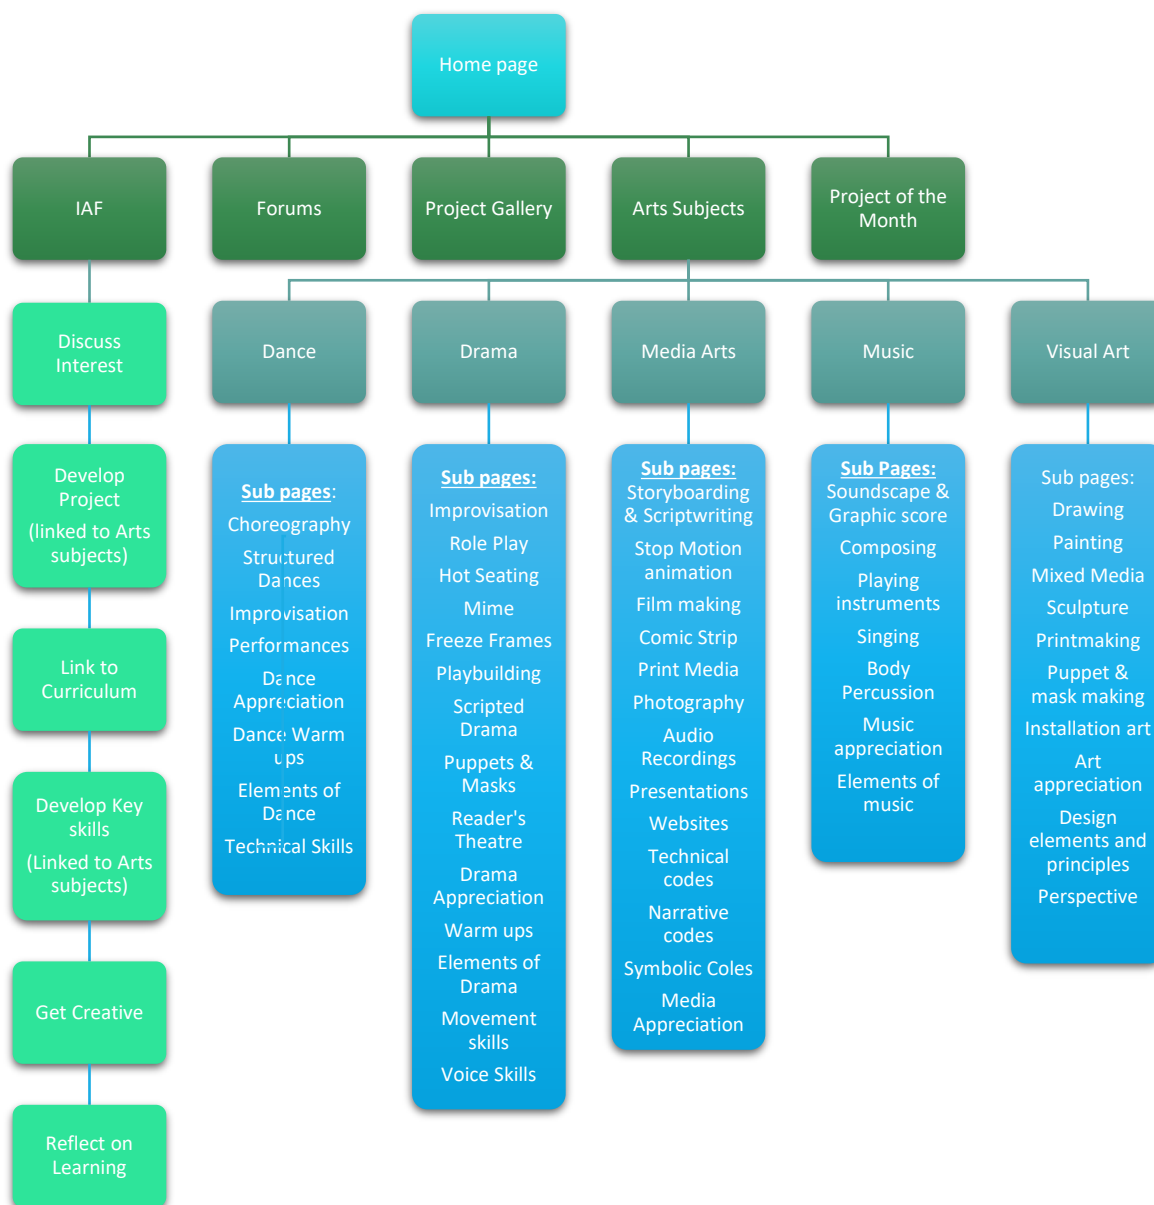 Home page
IAF
Forums
Project Gallery
Arts Subjects
Project of the
Month
Discuss
Interest
Dance
Drama
Media Arts
Music
Visual Art
Develop
Project
(linked to Arts
subjects)
Link to
Curriculum
Develop Key
skills
(Linked to Arts
subjects)
Get Creative
Reflect on
Learning
Sub pages:
Choreography
Structured
Dances
Improvisation
Performances
Dance
Appreciation
Dance Warm
ups
Elements of
Dance
Technical Skills
Sub pages:
Improvisation
Role Play
Hot Seating
Mime
Freeze Frames
Playbuilding
Scripted
Drama
Puppets &
Masks
Reader's
Theatre
Drama
Appreciation
Warm ups
Elements of
Drama
Movement
skills
Voice Skills
Sub pages:
Storyboarding
& Scriptwriting
Stop Motion
animation
Film making
Comic Strip
Print Media
Photography
Audio
Recordings
Presentations
Websites
Technical
codes
Narrative
codes
Symbolic Coles
Media
Appreciation
Sub Pages:
Soundscape &
Graphic score
Composing
Playing
instruments
Singing
Body
Percussion
Music
appreciation
Elements of
music
Sub pages:
Drawing
Painting
Mixed Media
Sculpture
Printmaking
Puppet &
mask making
Installation art
Art
appreciation
Design
elements and
principles
Perspective